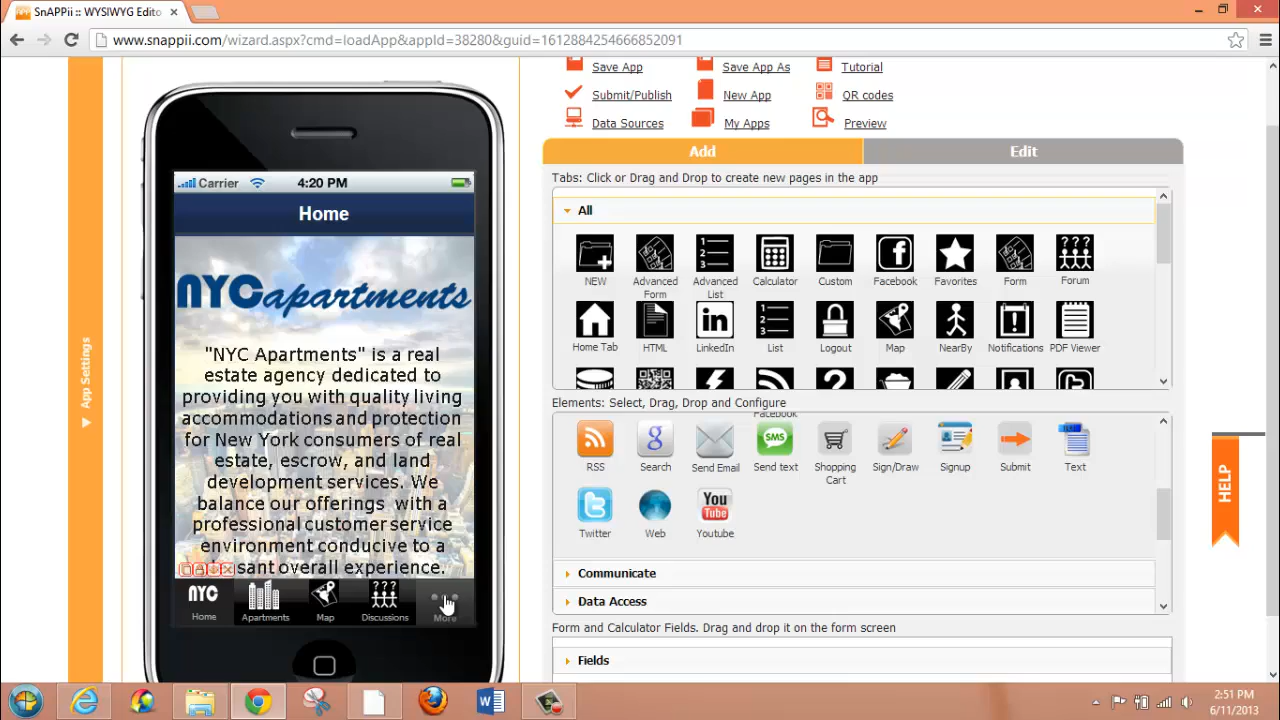 SnAPPii :: WYSIWYG Edito
www.snappii.com/wizard.aspx?cmd=loadApp&appId=38280&guid=1612884254666852091
Save App
Save App As
Tutorial
Submit/Publish
New App
QR codes
Data Sources
My Apps
Preview
Add
Edit
Tabs: Click or Drag and Drop to create new pages in the app
All
NEW
Advanced Form
Advanced List
Calculator
Custom
Facebook
Favorites
Form
Forum
Home Tab
HTML
LinkedIn
List
Logout
Map
NearBy
Notifications
PDF Viewer
Elements: Select, Drag, Drop and Configure
Facebook
RSS
Search
Send Email
Send text
Shopping Cart
Sign/Draw
Signup
Submit
Text
Twitter
Web
Youtube
Communicate
Data Access
Form and Calculator Fields. Drag and drop it on the form screen
Fields
App Settings
HELP
Carrier
4:20 PM
Home
NYCapartments
"NYC Apartments" is a real
estate agency dedicated to
providing you with quality living
accommodations and protection
for New York consumers of real
estate, escrow, and land
development services. We
balance our offerings with a
professional customer service
environment conducive to a
sant overall experience.
NYC
Home
Apartments
Map
Discussions
More
2:51 PM
6/11/2013